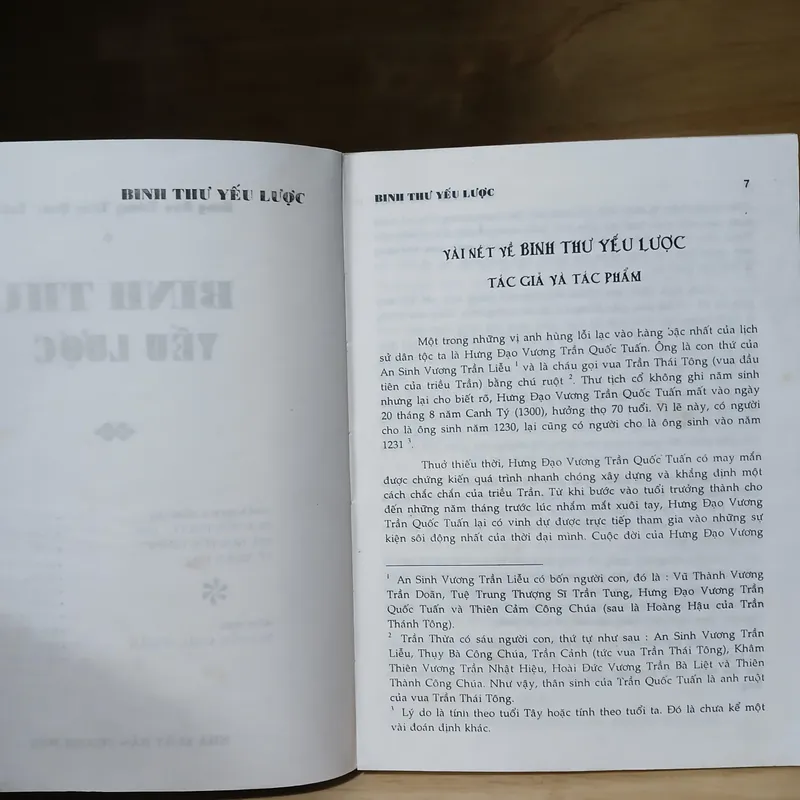 BINH THƯ YẾU LƯỢC
BINH THƯ YẾU LƯỢC
7
VÀI NÉT VỀ BINH THƯ YẾU LƯỢC
TÁC GIẢ VÀ TÁC PHẨM
Một trong những vị anh hùng lỗi lạc vào hàng bậc nhất của lịch
sử dân tộc ta là Hưng Đạo Vương Trần Quốc Tuấn. Ông là con thứ của
An Sinh Vương Trần Liễu 1 và là cháu gọi vua Trần Thái Tông (vua đầu
tiên của triều Trần) bằng chú ruột 2. Thư tịch cổ không ghi năm sinh
nhưng lại cho biết rõ, Hưng Đạo Vương Trần Quốc Tuấn mất vào ngày
20 tháng 8 năm Canh Tý (1300), hưởng thọ 70 tuổi. Vì lẽ này, có người
cho là ông sinh năm 1230, lại cũng có người cho là ông sinh vào năm
1231 3.
Thuở thiếu thời, Hưng Đạo Vương Trần Quốc Tuấn có may mắn
được chứng kiến quá trình nhanh chóng xây dựng và khẳng định một
cách chắc chắn của triều Trần. Từ khi bước vào tuổi trưởng thành cho
đến những năm tháng trước lúc nhắm mắt xuôi tay, Hưng Đạo Vương
Trần Quốc Tuấn lại có vinh dự được trực tiếp tham gia vào những sự
kiện sôi động nhất của thời đại mình. Cuộc đời của Hưng Đạo Vương
1 An Sinh Vương Trần Liễu có bốn người con, đó là : Vũ Thành Vương
Trần Doãn, Tuệ Trung Thượng Sĩ Trần Tung, Hưng Đạo Vương Trần
Quốc Tuấn và Thiên Cảm Công Chúa (sau là Hoàng Hậu của Trần
Thánh Tông).
2 Trần Thừa có sáu người con, thứ tự như sau : An Sinh Vương Trần
Liễu, Thụy Bà Công Chúa, Trần Cảnh (tức vua Trần Thái Tông), Khâm
Thiên Vương Trần Nhật Hiệu, Hoài Đức Vương Trần Bà Liệt và Thiên
Thành Công Chúa. Như vậy, thân sinh của Trần Quốc Tuấn là anh ruột
của vua Trần Thái Tông.
3 Lý do là tính theo tuổi Tây hoặc tính theo tuổi ta. Đó là chưa kể một
vài đoán định khác.
BINH THƯ
YẾU LƯỢC